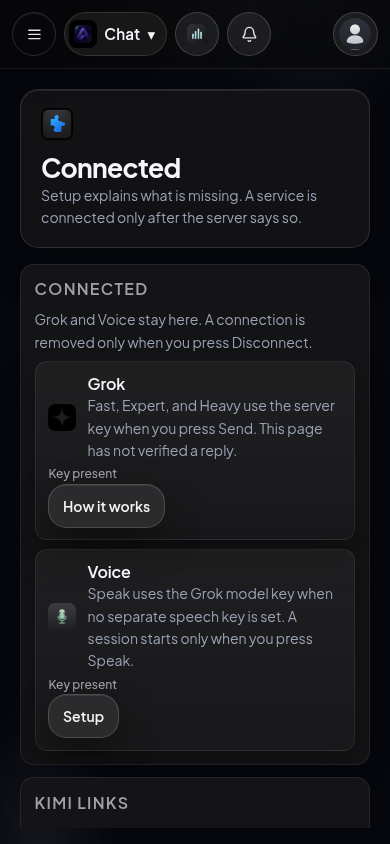 Chat ▾
Connected
Setup explains what is missing. A service is
connected only after the server says so.
CONNECTED
Grok and Voice stay here. A connection is
removed only when you press Disconnect.
Grok
Fast, Expert, and Heavy use the server
key when you press Send. This page
has not verified a reply.
Key present
How it works
Voice
Speak uses the Grok model key when
no separate speech key is set. A
session starts only when you press
Speak.
Key present
Setup
KIMI LINKS